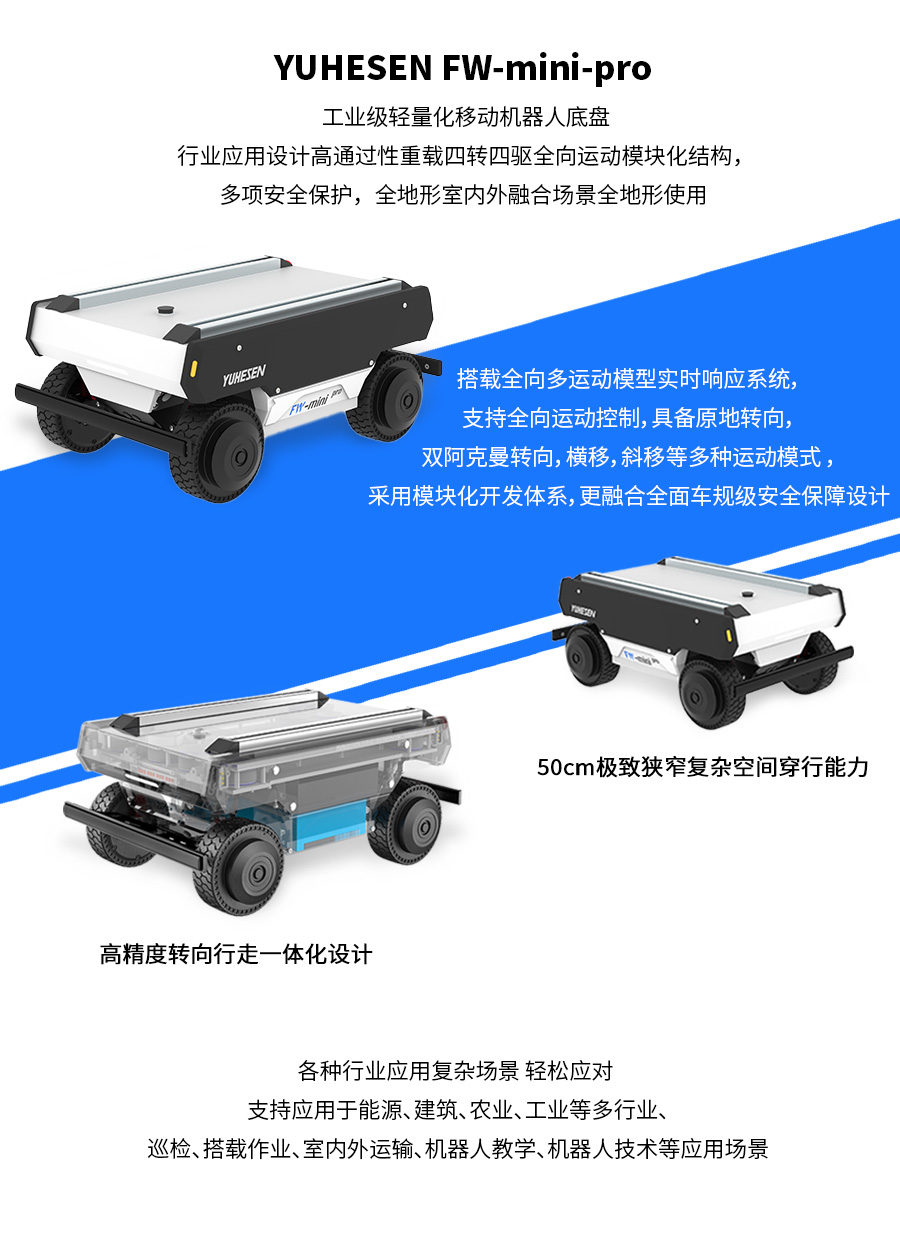 YUHESEN FW-mini-pro
工业级轻量化移动机器人底盘
行业应用设计高通过性重载四转四驱全向运动模块化结构，
多项安全保护，全地形室内外融合场景全地形使用
YUHESEN
FW-mini pro
搭载全向多运动模型实时响应系统，
支持全向运动控制，具备原地转向，
双阿克曼转向，横移，斜移等多种运动模式，
采用模块化开发体系，更融合全面车规级安全保障设计
YUHESEN
FW-mini pro
50cm极致狭窄复杂空间穿行能力
高精度转向行走一体化设计
各种行业应用复杂场景 轻松应对
支持应用于能源、建筑、农业、工业等多行业、
巡检、搭载作业、室内外运输、机器人教学、机器人技术等应用场景